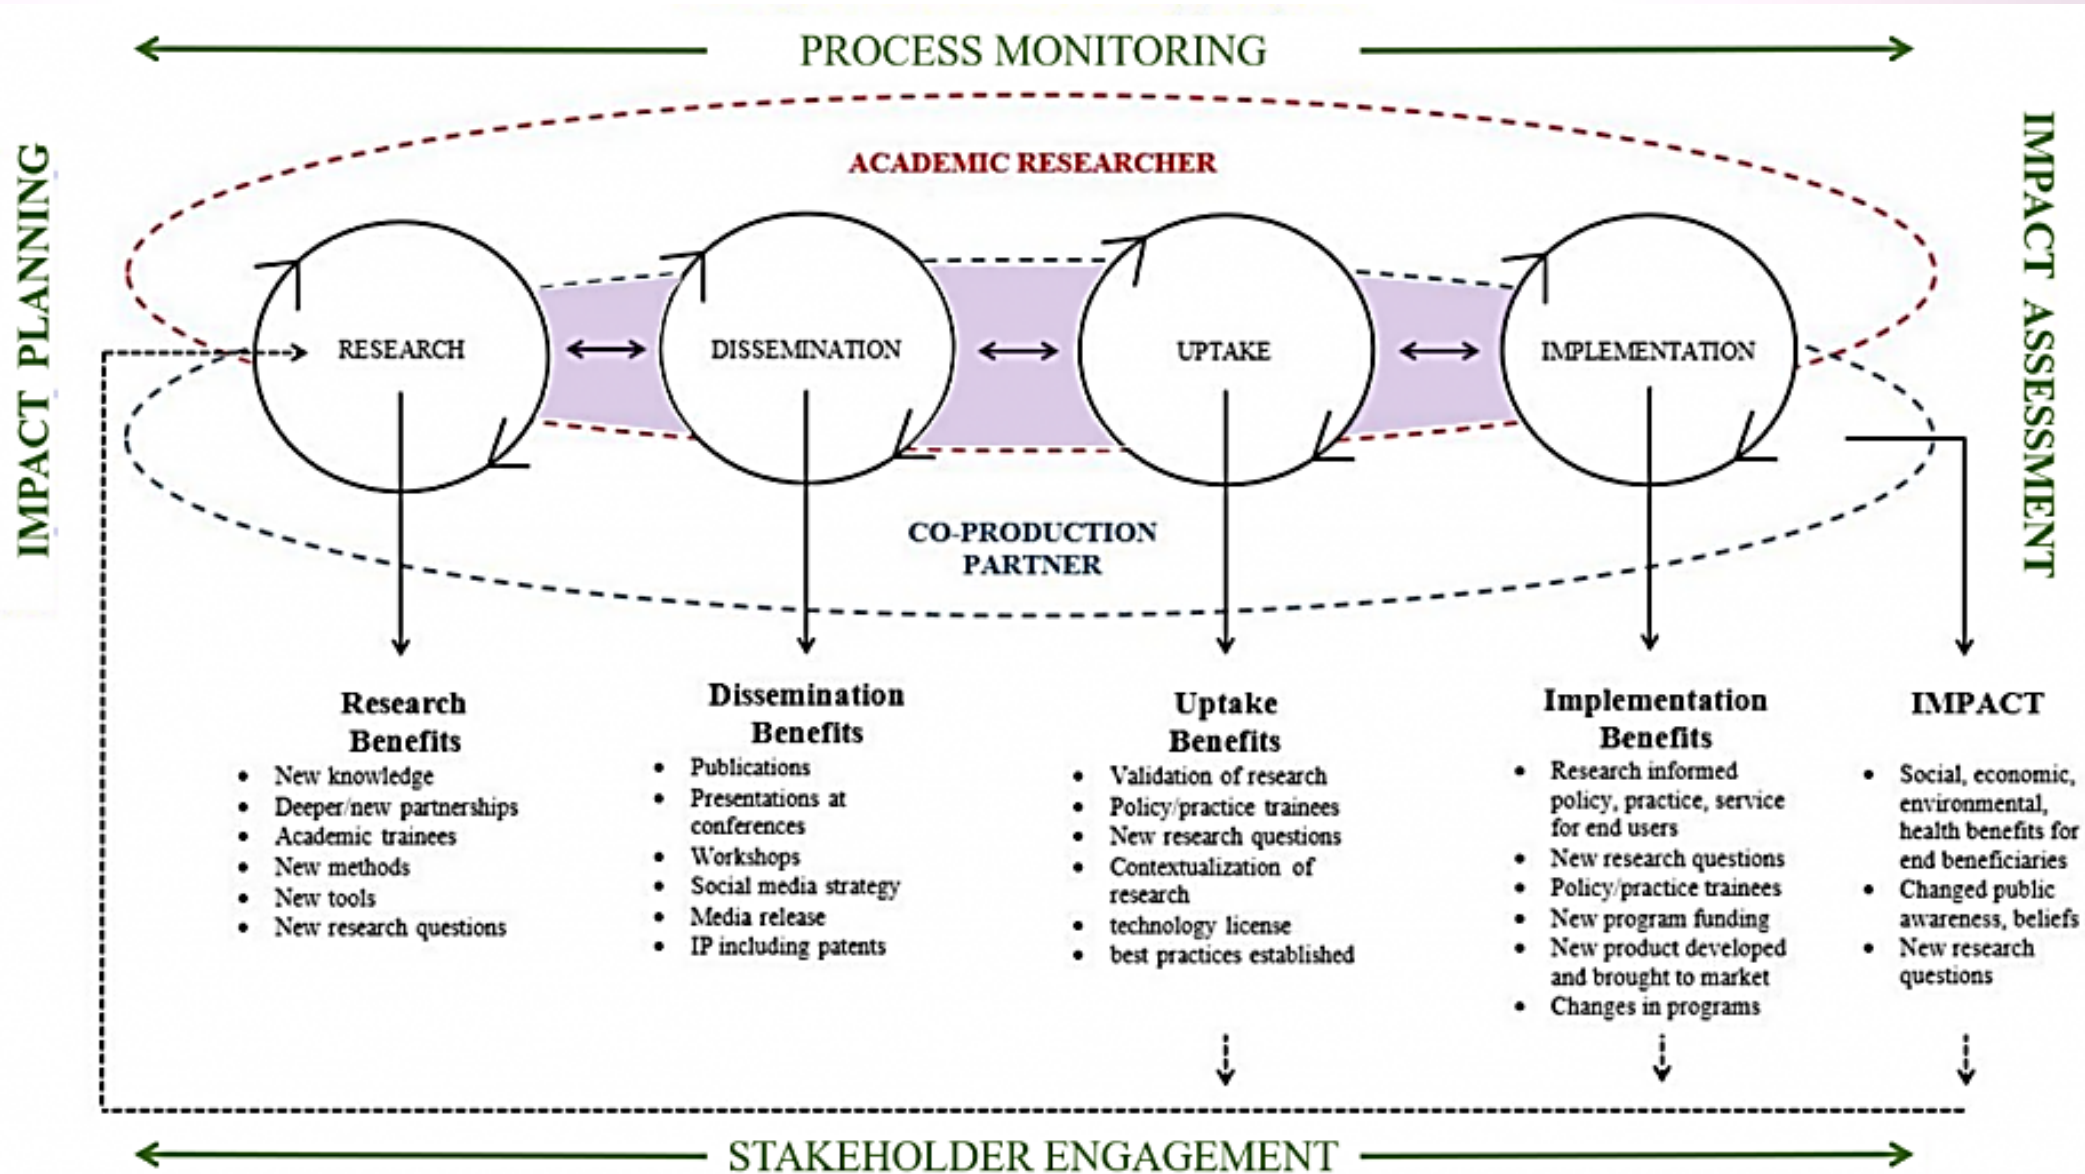 PROCESS MONITORING
IMPACT PLANNING
IMPACT ASSESSMENT
ACADEMIC RESEARCHER
RESEARCH
DISSEMINATION
UPTAKE
IMPLEMENTATION
CO-PRODUCTION
PARTNER
Research
Benefits
• New knowledge
• Deeper/new partnerships
• Academic trainees
• New methods
• New tools
• New research questions
Dissemination
Benefits
• Publications
• Presentations at
conferences
• Workshops
• Social media strategy
• Media release
• IP including patents
Uptake
Benefits
• Validation of research
• Policy/practice trainees
• New research questions
• Contextualization of
research
• technology license
• best practices established
Implementation
Benefits
• Research informed
policy, practice, service
for end users
• New research questions
• Policy/practice trainees
• New program funding
• New product developed
and brought to market
• Changes in programs
IMPACT
• Social, economic,
environmental,
health benefits for
end beneficiaries
• Changed public
awareness, beliefs
• New research
questions
STAKEHOLDER ENGAGEMENT